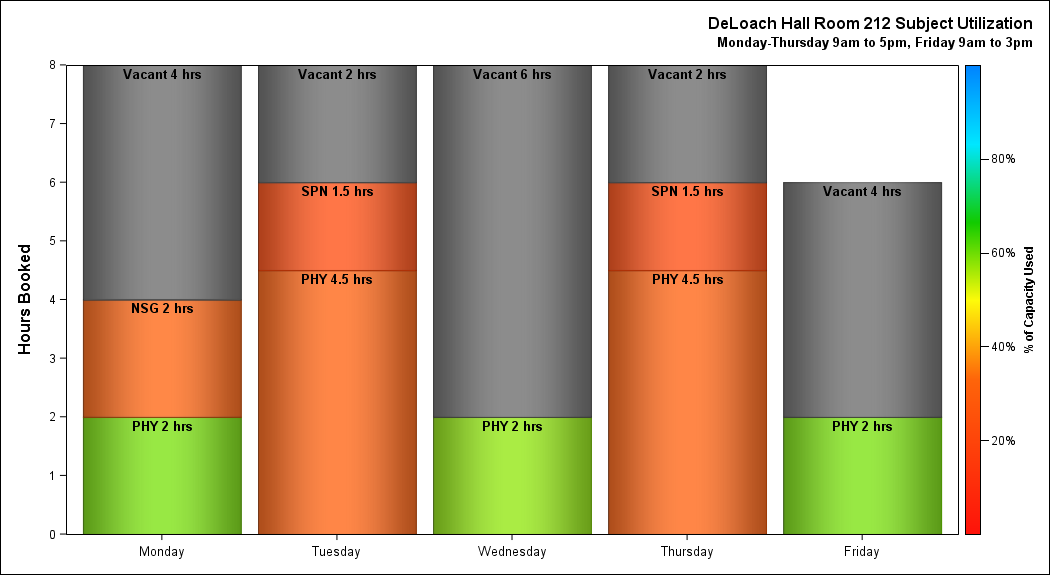 DeLoach Hall Room 212 Subject Utilization
Monday-Thursday 9am to 5pm, Friday 9am to 3pm
Hours Booked
8
7
6
5
4
3
2
1
0
Vacant 4 hrs
NSG 2 hrs
PHY 2 hrs
Vacant 2 hrs
SPN 1.5 hrs
PHY 4.5 hrs
Vacant 6 hrs
PHY 2 hrs
Vacant 2 hrs
SPN 1.5 hrs
PHY 4.5 hrs
Vacant 4 hrs
PHY 2 hrs
Monday
Tuesday
Wednesday
Thursday
Friday
80%
60%
40%
20%
% of Capacity Used